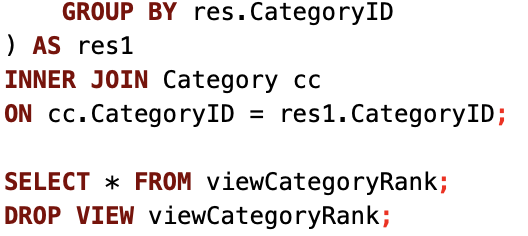 GROUP BY res.CategoryID
) AS res1
INNER JOIN Category cc
ON cc.CategoryID = res1.CategoryID;
SELECT * FROM viewCategoryRank;
DROP VIEW viewCategoryRank;